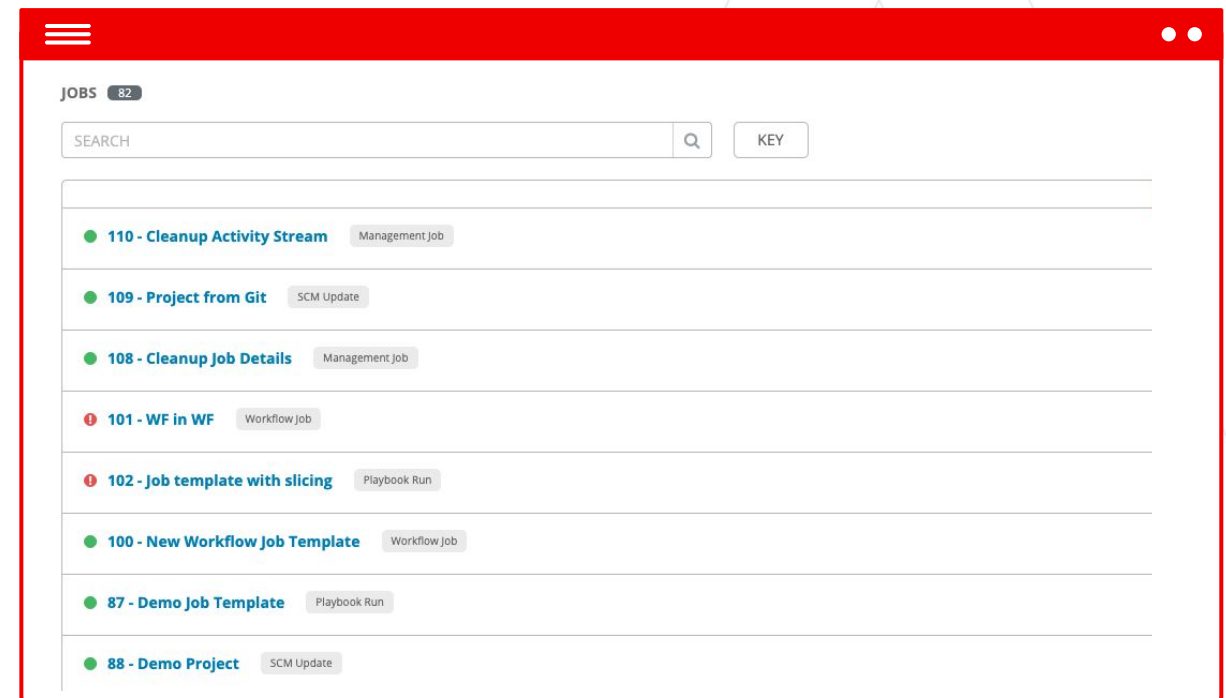 JOBS 82
SEARCH KEY
110 - Cleanup Activity Stream Management Job
109 - Project from Git SCM Update
108 - Cleanup Job Details Management Job
101 - WF in WF Workflow Job
102 - Job template with slicing Playbook Run
100 - New Workflow Job Template Workflow Job
87 - Demo Job Template Playbook Run
88 - Demo Project SCM Update